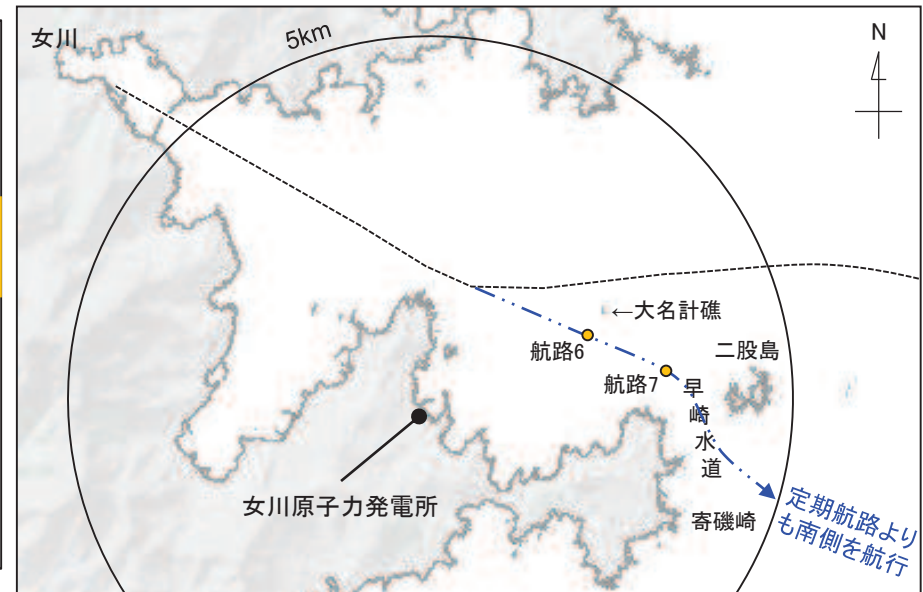 女川
5km
N
←大名計礁
航路6
二股島
航路7
早崎水道
女川原子力発電所
寄磯崎
定期航路より
も南側を航行